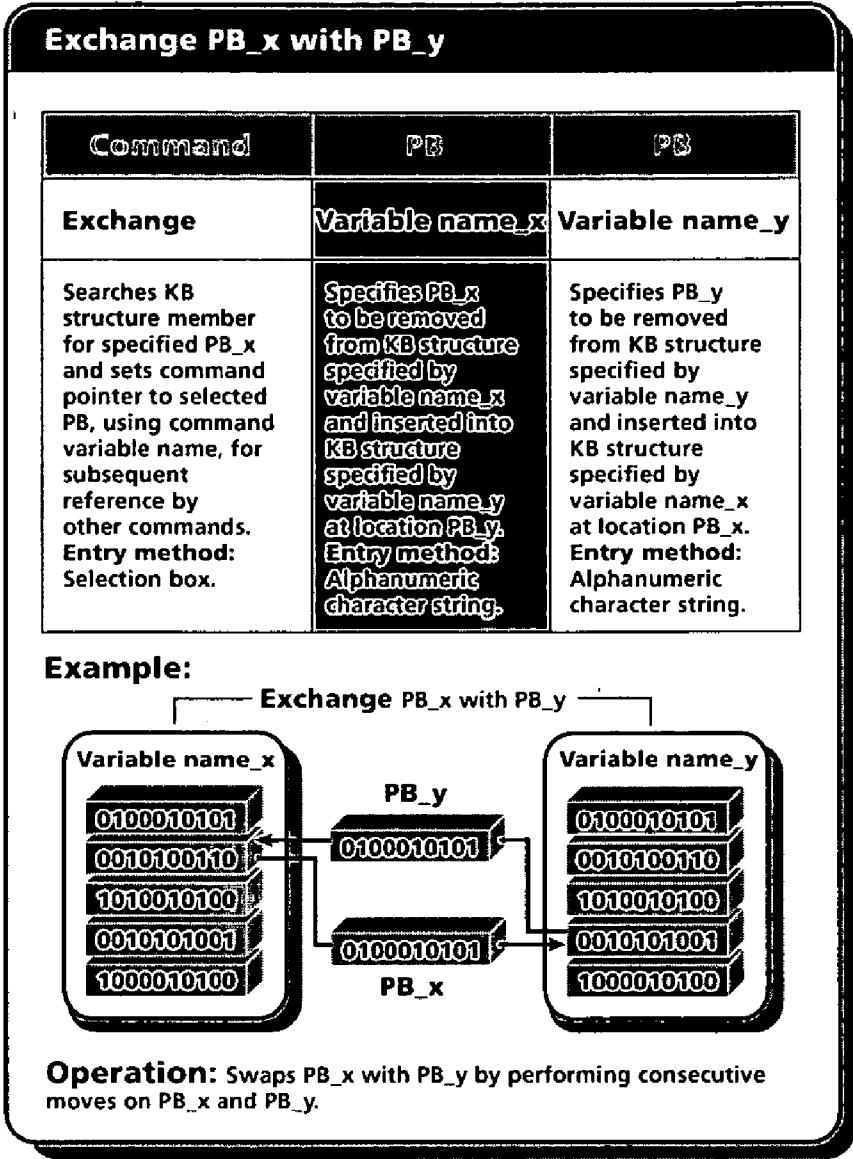 Exchange PB_x with PB_y
Command PB PB
Exchange Variable name_x Variable name_y
Searches KB
structure member
for specified PB_x
and sets command
pointer to selected
PB, using command
variable name, for
subsequent
reference by
other commands.
Entry method:
Selection box.
Specifies PB_x
to be removed
from KB structure
specified by
variable name_x
and inserted into
KB structure
specified by
variable name_y
at location PB_y.
Entry method:
Alphanumeric
character string.
Specifies PB_y
to be removed
from KB structure
specified by
variable name_y
and inserted into
KB structure
specified by
variable name_x
at location PB_x.
Entry method:
Alphanumeric
character string.
Example:
Exchange PB_x with PB_y
Variable name_x
0100010101
0010100110
1010010100
0010101001
1000010100
PB_y
0100010101
0100010101
PB_x
Variable name_y
0100010101
0010100110
1010010100
0010101001
1000010100
Operation: Swaps PB_x with PB_y by performing consecutive
moves on PB_x and PB_y.